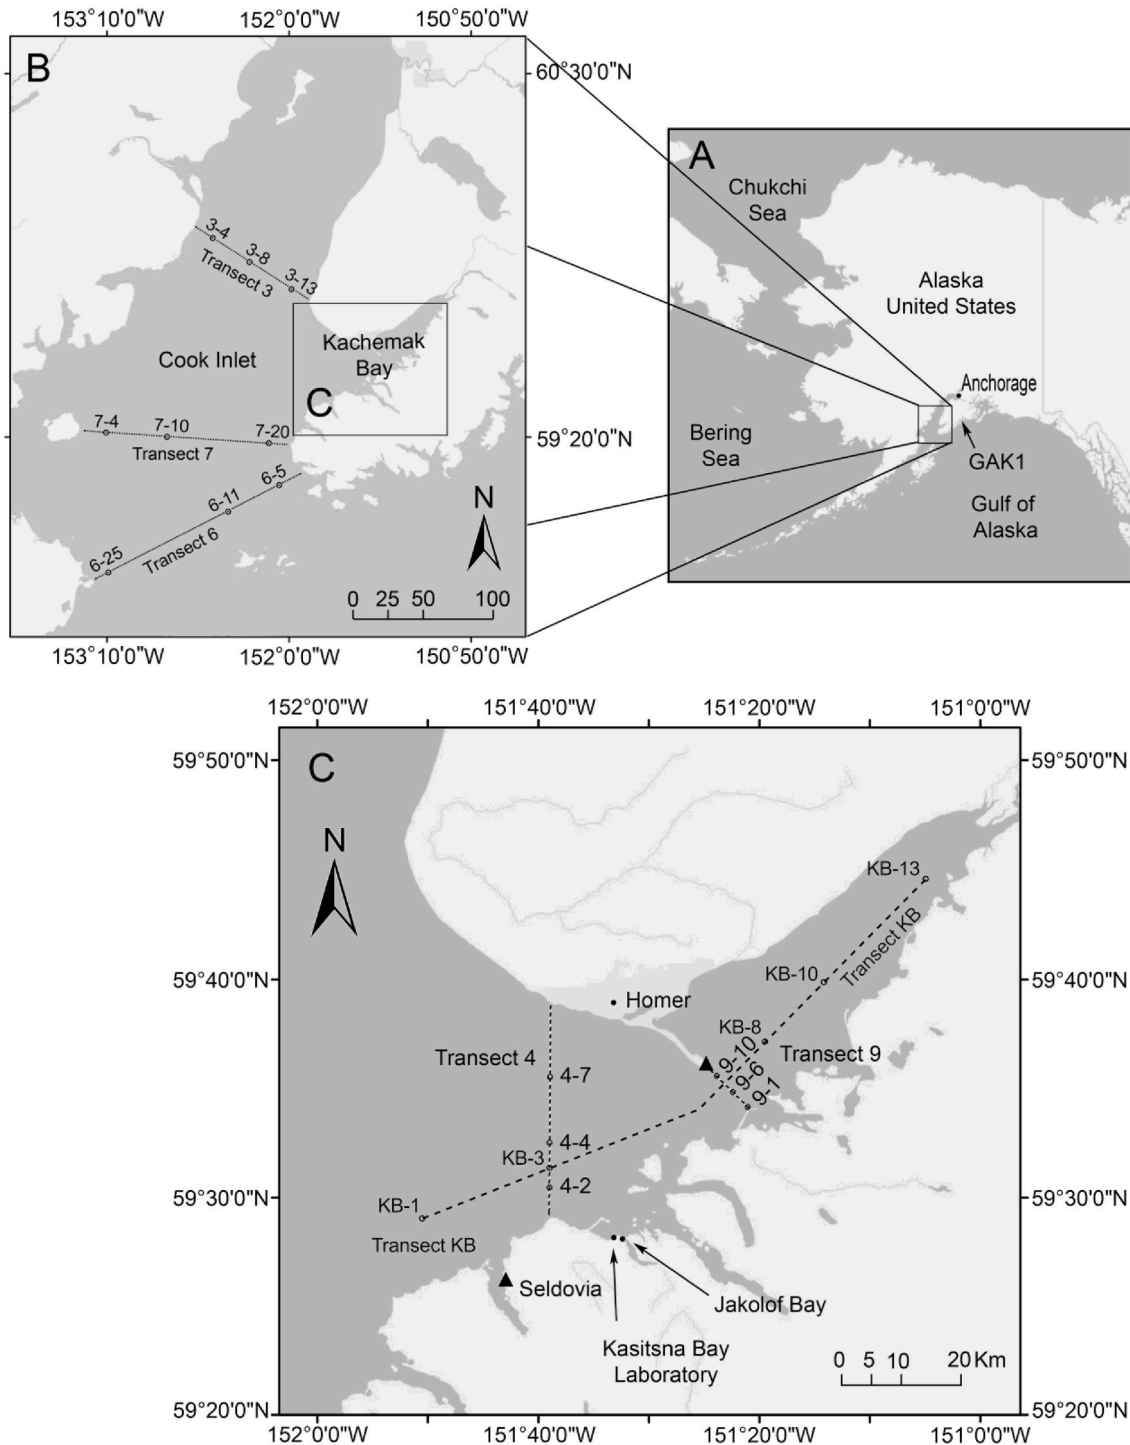 153°10'0"W 152°0'0"W 150°50'0"W
B
60°30'0"N
3-4
3-8
3-13
Transect 3
Cook Inlet
Kachemak
Bay
C
7-4
7-10
7-20
Transect 7
59°20'0"N
6-5
6-11
6-25
Transect 6
N
0 25 50 100
153°10'0"W 152°0'0"W 150°50'0"W
A
Chukchi
Sea
Alaska
United States
Anchorage
Bering
Sea
GAK1
Gulf of
Alaska
152°0'0"W 151°40'0"W 151°20'0"W 151°0'0"W
59°50'0"N
C
59°50'0"N
N
KB-13
Transect KB
59°40'0"N
KB-10
59°40'0"N
Homer
KB-8
Transect 4
9-10
9-6
9-1
Transect 9
4-7
4-4
KB-3
4-2
59°30'0"N
KB-1
59°30'0"N
Transect KB
Seldovia
Jakolof Bay
Kasitsna Bay
Laboratory
0 5 10 20 Km
59°20'0"N
59°20'0"N
152°0'0"W 151°40'0"W 151°20'0"W 151°0'0"W